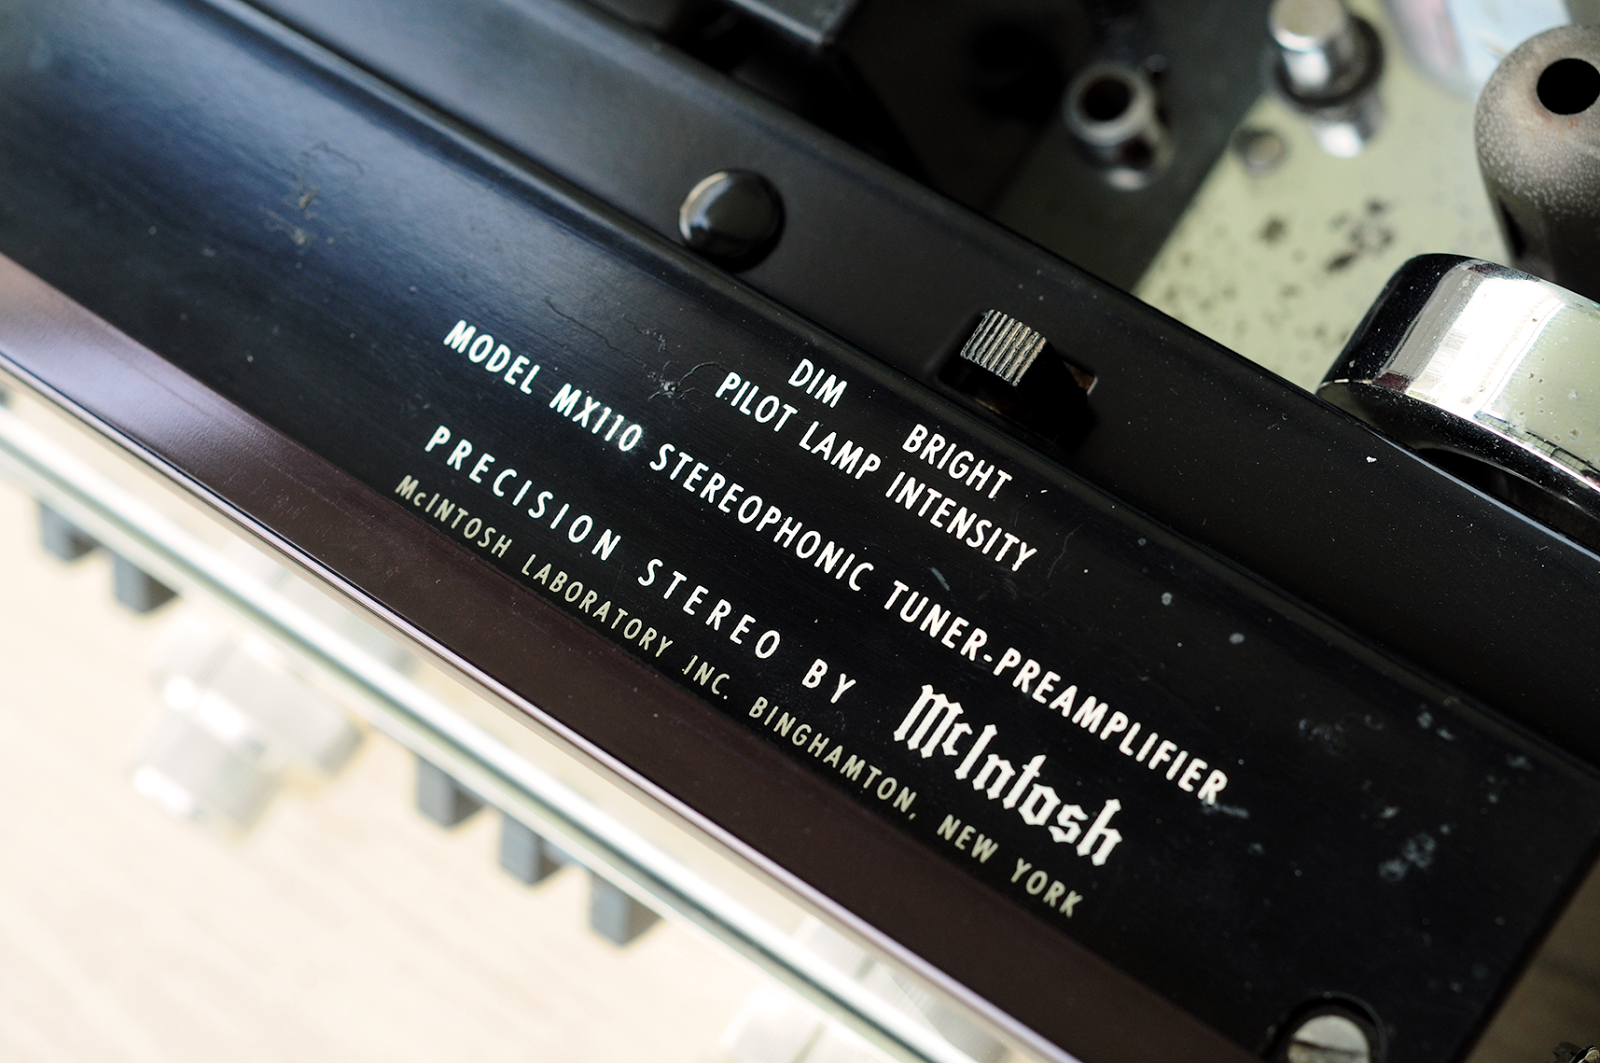 DIM
BRIGHT
PILOT LAMP INTENSITY
MODEL MX110 STEREOPHONIC TUNER-PREAMPLIFIER
PRECISION STEREO BY McIntosh
McINTOSH LABORATORY INC. BINGHAMTON, NEW YORK